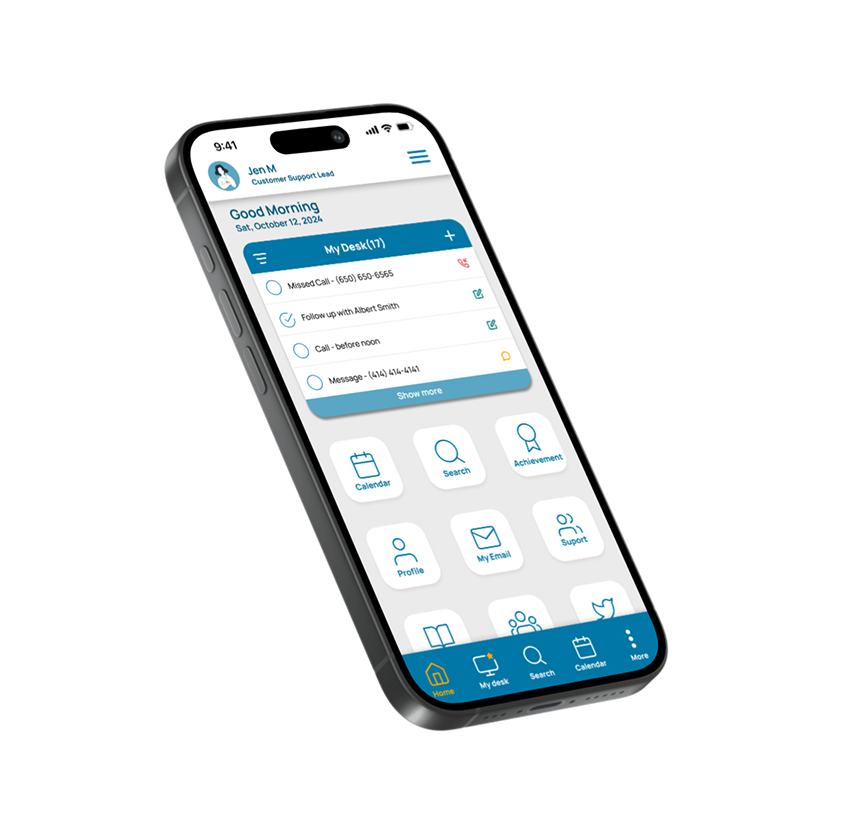 9:41
Jen M
Customer Support Lead
Good Morning
Sat, October 12, 2024
My Desk(17)
Missed Call - (650) 650-6565
Follow up with Albert Smith
Call - before noon
Message - (414) 414-4141
Show more
Calendar
Search
Achievement
Profile
My Email
Suport
Home
My desk
Search
Calendar
More